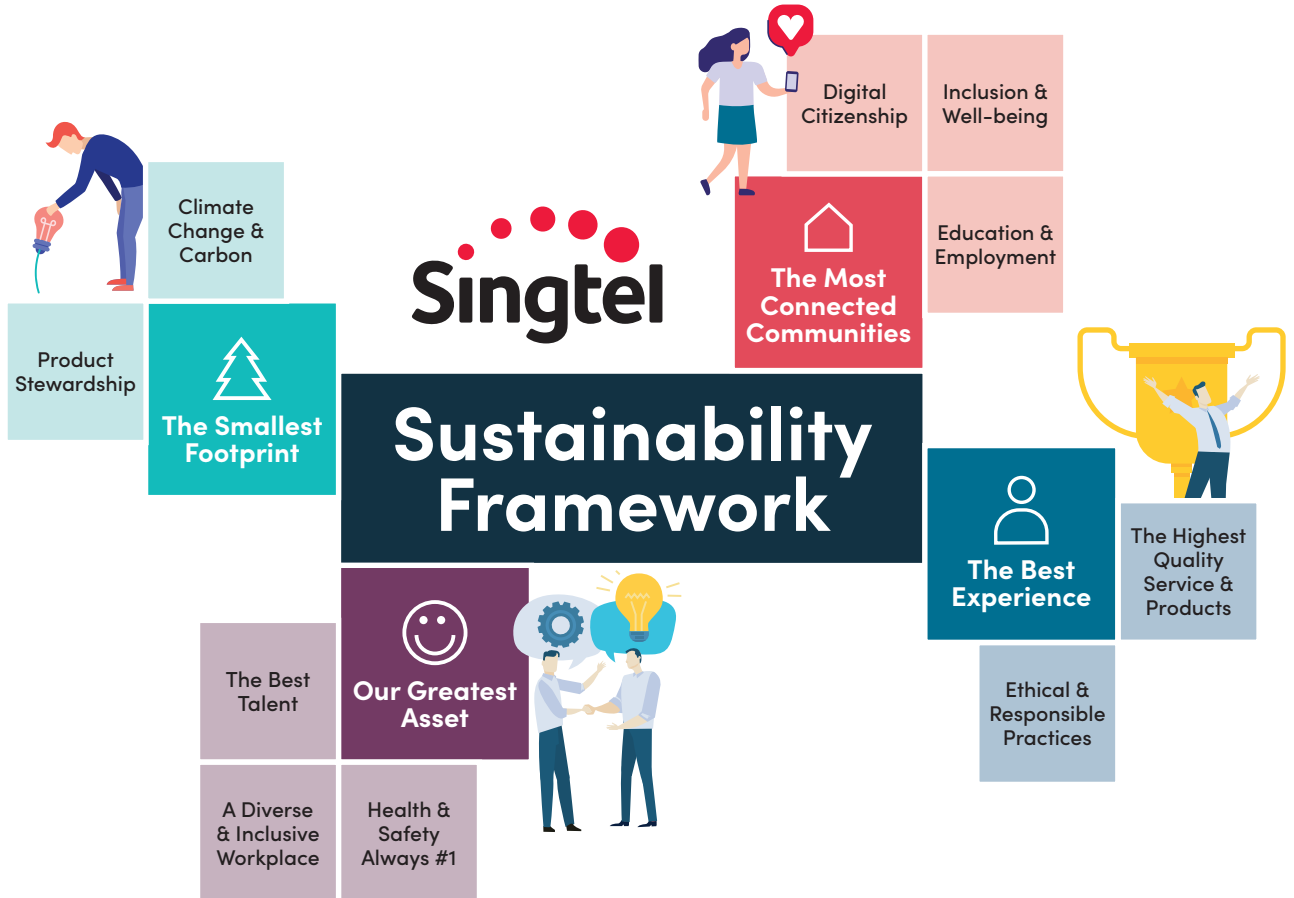 Digital
Citizenship
Inclusion &
Well-being
Climate
Change &
Carbon
Singtel
Education &
Employment
The Most
Connected
Communities
Product
Stewardship
The Smallest
Footprint
Sustainability
Framework
The Best
Experience
The Highest
Quality
Service &
Products
The Best
Talent
Our Greatest
Asset
Ethical &
Responsible
Practices
A Diverse
& Inclusive
Workplace
Health &
Safety
Always #1